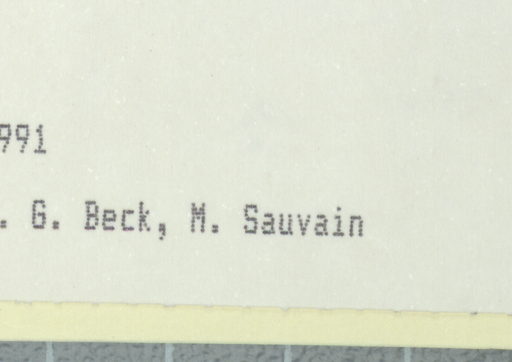 991
. G. Beck, M. Sauvain